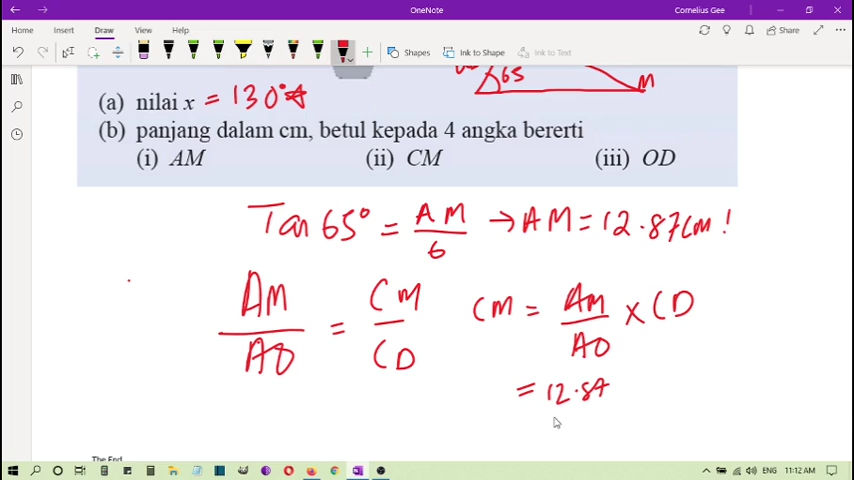 OneNote
Cornelius Gee
Home Insert Draw View Help Share
Shapes Ink to Shape Ink to Text
65 M
(a) nilai x = 130°
(b) panjang dalam cm, betul kepada 4 angka bererti
(i) AM (ii) CM (iii) OD
Tan 65° = AM/6 → AM = 12.87cm!
AM/AO = CM/CD CM = AM/AO × CD
= 12.87
The End
ENG 11:12 AM